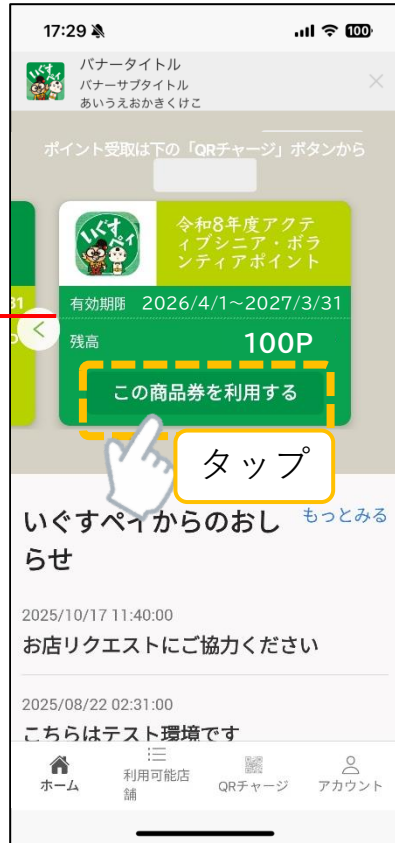 17:29
100
いぐすペイ
バナータイトル
バナーサブタイトル
あいうえおかきくけこ
ポイント受取は下の「QRチャージ」ボタンから
いぐすペイ
令和8年度アクテ
ィブシニア・ボラ
ンティアポイント
31
有効期限 2026/4/1~2027/3/31
残高 100P
この商品券を利用する
タップ
いぐすペイからのおし
らせ
もっとみる
2025/10/17 11:40:00
お店リクエストにご協力ください
2025/08/22 02:31:00
こちらはテスト環境です
ホーム
利用可能店
舗
QRチャージ
アカウント